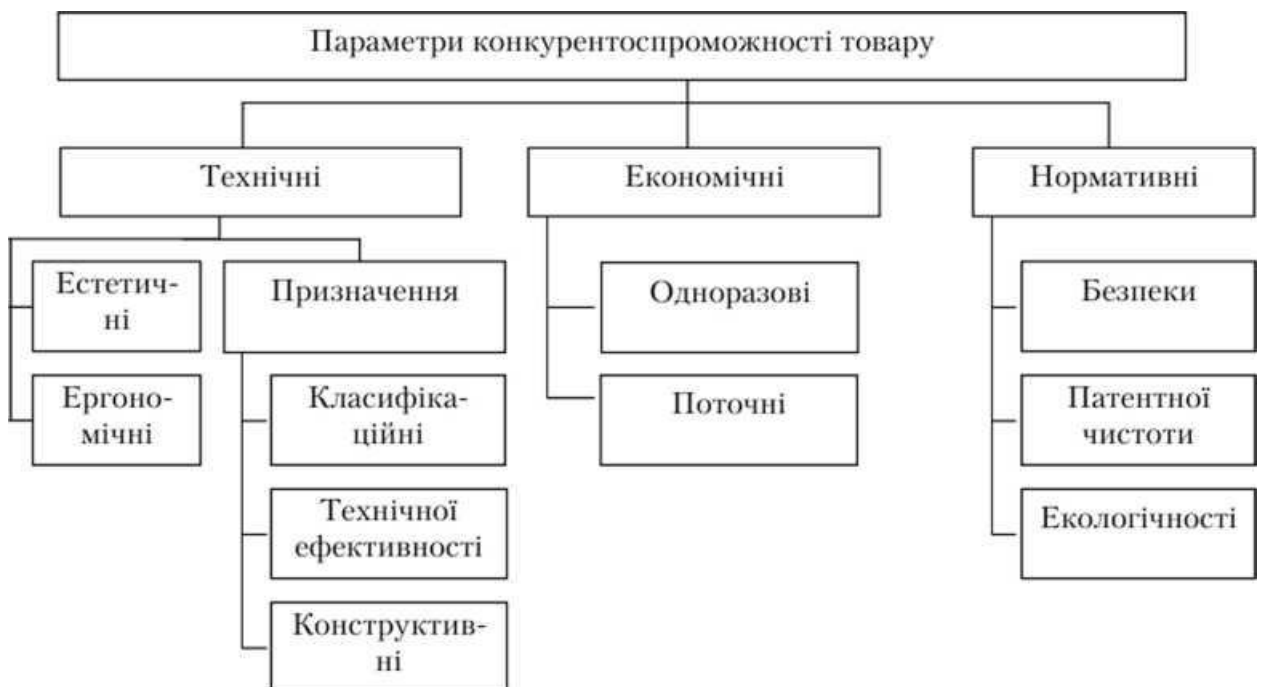 Параметри конкурентоспроможності товару
Технічні
Економічні
Нормативні
Естетич-
ні
Призначення
Одноразові
Безпеки
Ергоно-
мічні
Класифіка-
ційні
Поточні
Патентної
чистоти
Технічної
ефективності
Екологічності
Конструктив-
ні